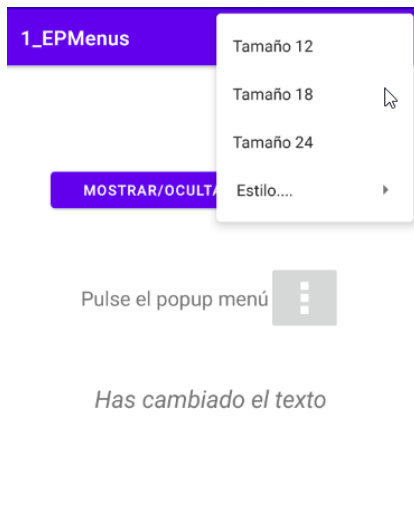 1_EPMenus
Tamaño 12
Tamaño 18
Tamaño 24
Estilo....
MOSTRAR/OCULTA
Pulse el popup menú
Has cambiado el texto